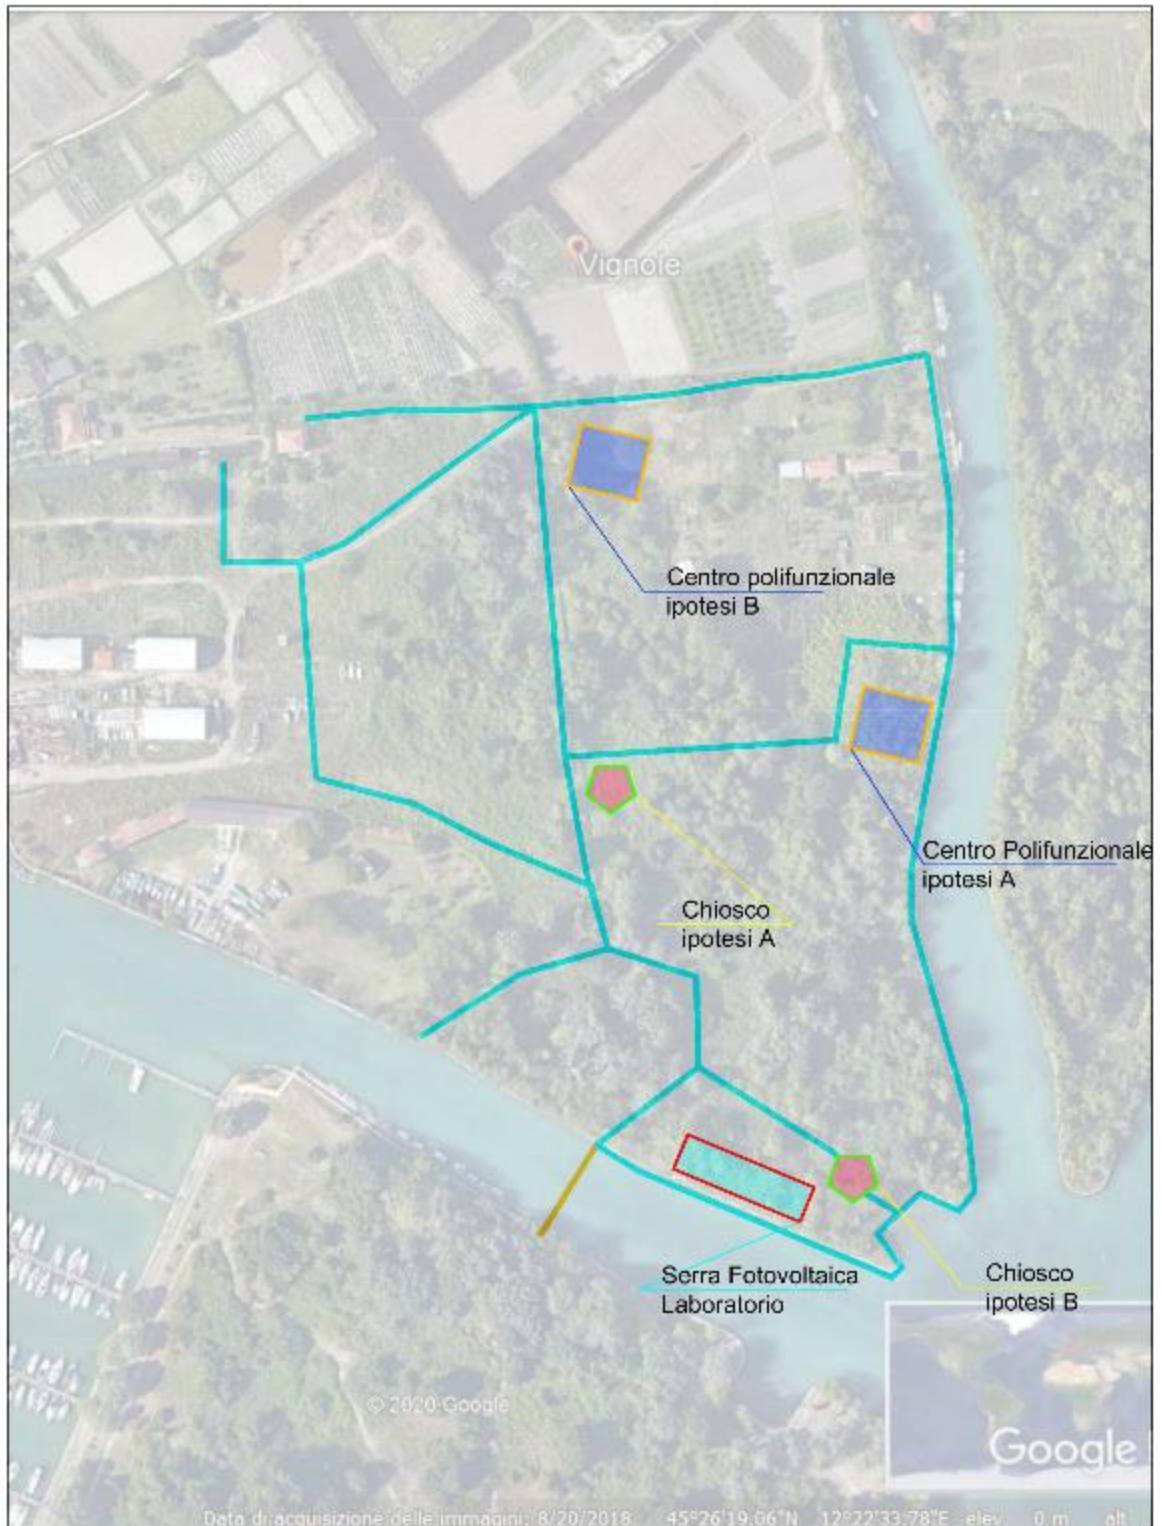 Vignole
Centro polifunzionale
ipotesi B
Centro Polifunzionale
ipotesi A
Chiosco
ipotesi A
Serra Fotovoltaica
Laboratorio
Chiosco
ipotesi B
© 2020 Google
Google
Data di acquisizione delle immagini: 8/20/2018 45°26'19.06"N 12°22'33.78"E elev 0 m alt